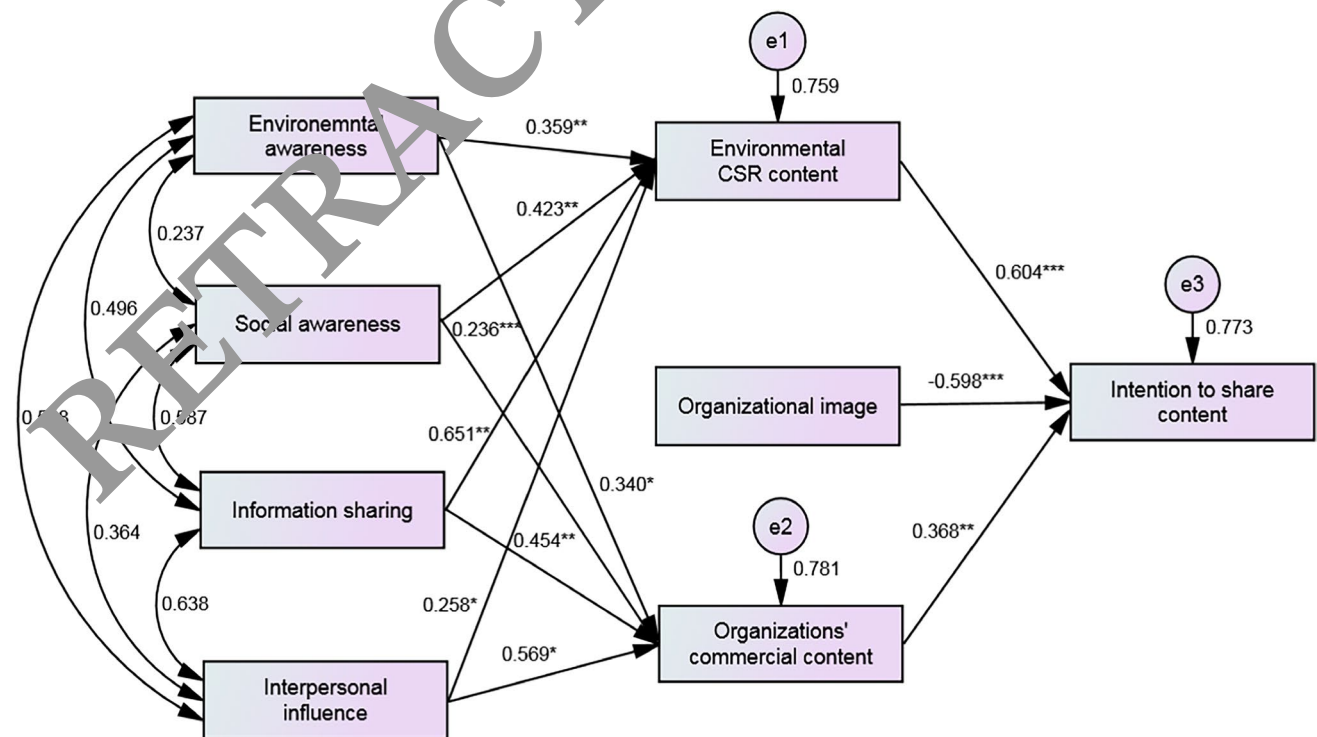 RETRACT
e1
0.759
Environemntal
awareness
0.359**
Environmental
CSR content
0.423**
0.237
0.604***
e3
0.496
Social awareness
0.236***
0.773
Organizational image
-0.598***
Intention to share
content
0.587
0.651**
0.340*
Information sharing
e2
0.364
0.454**
0.368**
0.781
0.638
0.258*
Organizations'
commercial content
0.569*
Interpersonal
influence